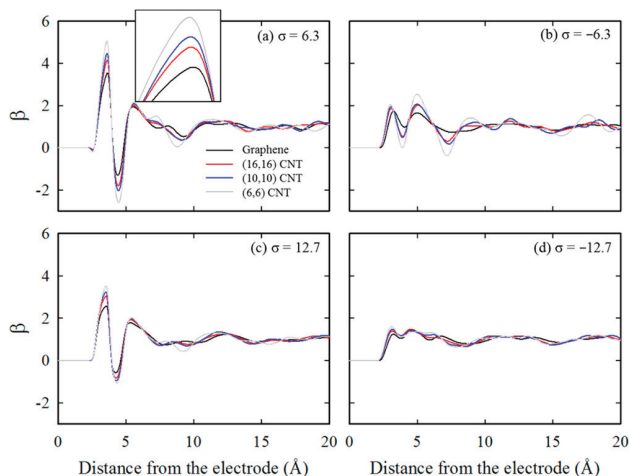 (a) σ = 6.3
(b) σ = −6.3
6
4
2
0
−2
β
Graphene
(16,16) CNT
(10,10) CNT
(6,6) CNT
(c) σ = 12.7
(d) σ = −12.7
6
4
2
0
−2
β
0 5 10 15 20
0 5 10 15 20
Distance from the electrode (Å)
Distance from the electrode (Å)